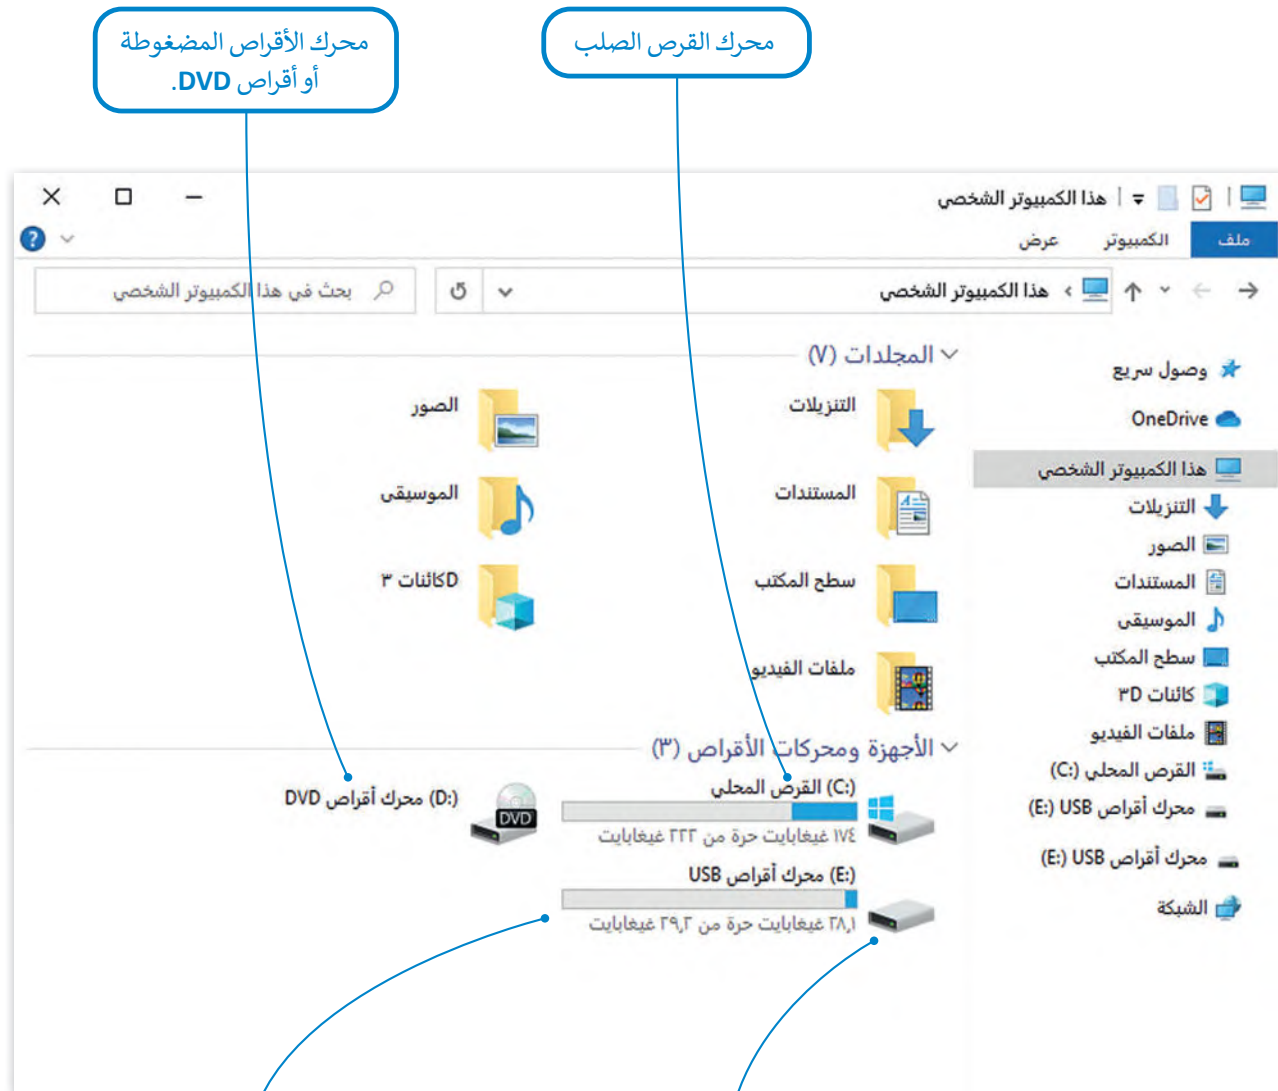 محرك القرص الصلب
محرك الأقراص المضغوطة
أو أقراص DVD.
هذا الكمبيوتر الشخصي
ملف
الكمبيوتر
عرض
هذا الكمبيوتر الشخصي
بحث في هذا الكمبيوتر الشخصي
وصول سريع
OneDrive
هذا الكمبيوتر الشخصي
التنزيلات
الصور
المستندات
الموسيقى
سطح المكتب
كائنات ٣D
ملفات الفيديو
القرص المحلي (C:)
محرك أقراص USB (E:)
محرك أقراص USB (E:)
الشبكة
المجلدات (٧)
التنزيلات
الصور
المستندات
الموسيقى
سطح المكتب
Dكائنات ٣
ملفات الفيديو
الأجهزة ومحركات الأقراص (٣)
(C:) القرص المحلي
١٧٤ غيغابايت حرة من ٢٢٢ غيغابايت
(D:) محرك أقراص DVD
DVD
(E:) محرك أقراص USB
٢٨,١ غيغابايت حرة من ٢٩,٢ غيغابايت